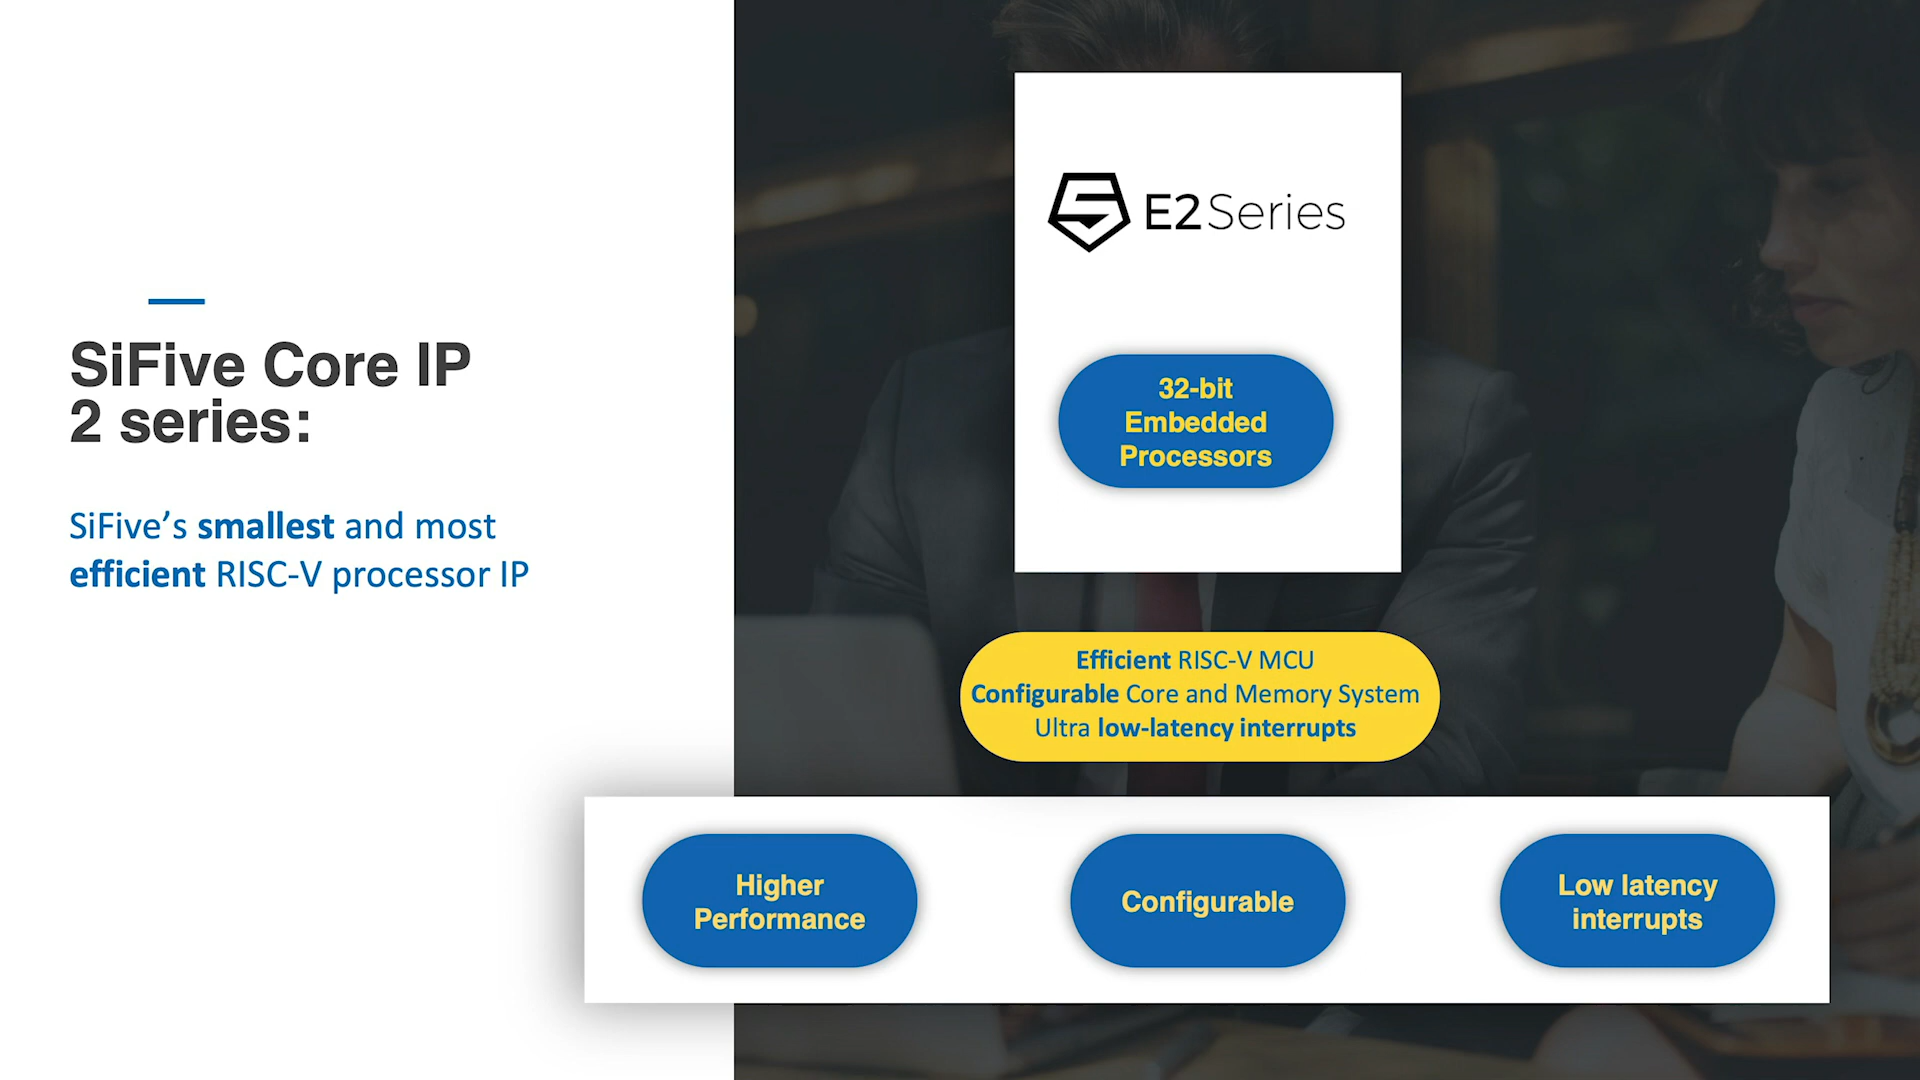 SiFive Core IP
2 series:
SiFive's smallest and most
efficient RISC-V processor IP
E2 Series
32-bit
Embedded
Processors
Efficient RISC-V MCU
Configurable Core and Memory System
Ultra low-latency interrupts
Higher
Performance
Configurable
Low latency
interrupts